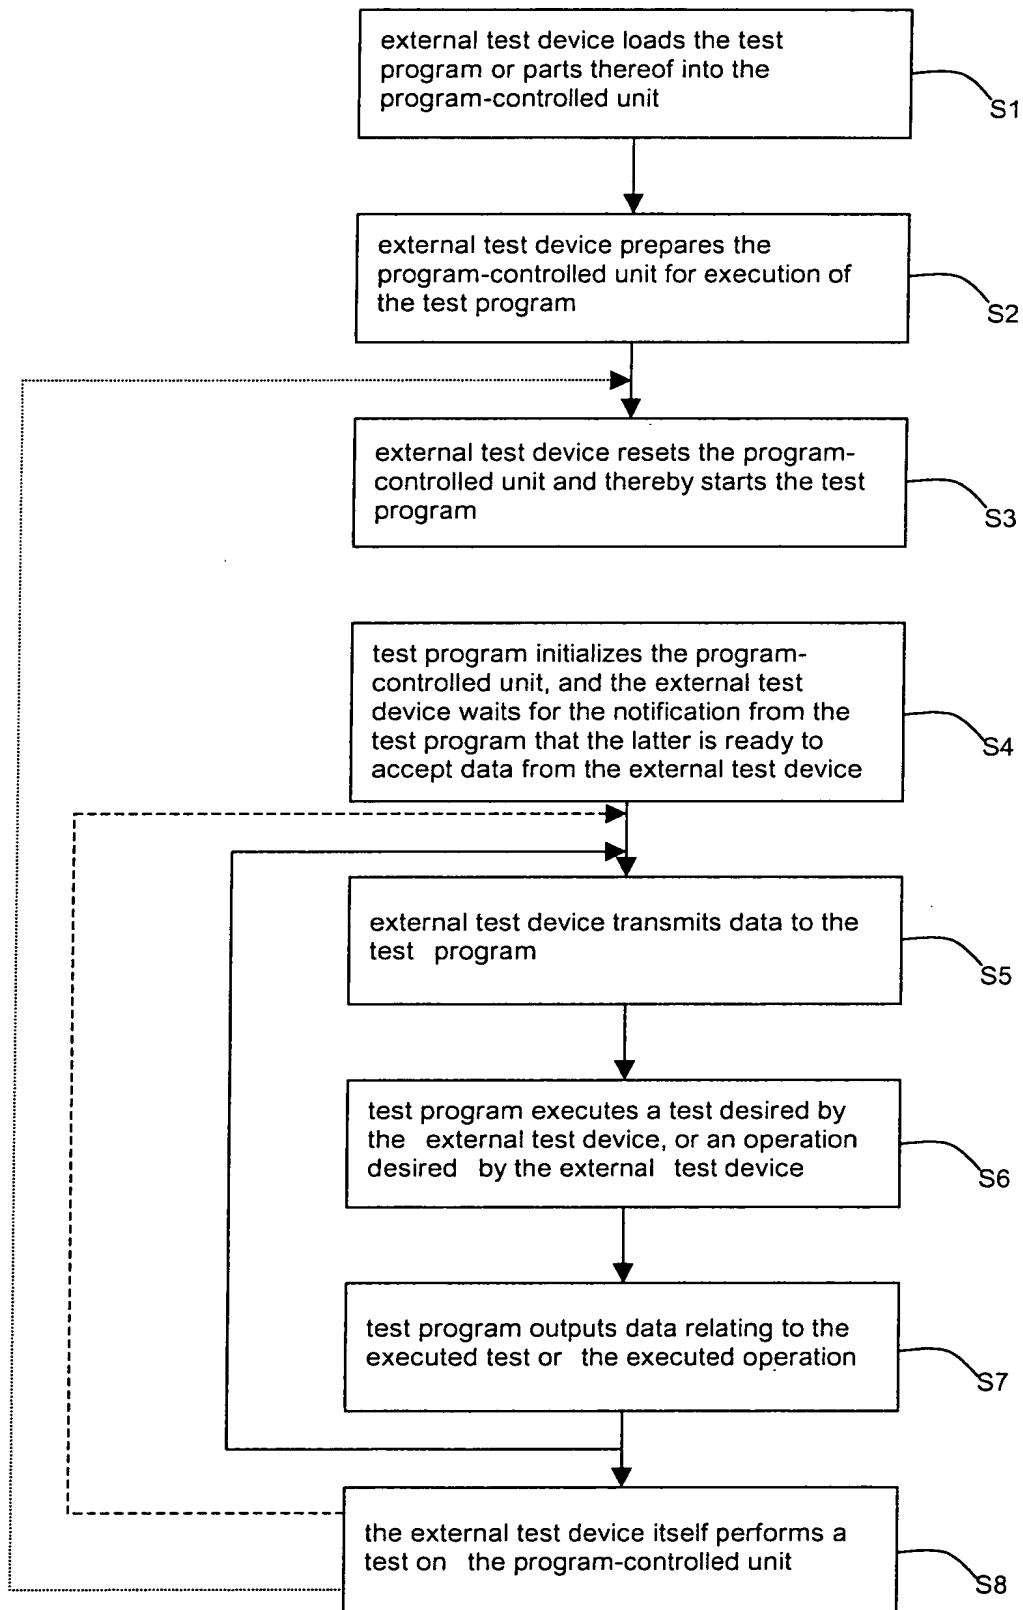 external test device loads the test
program or parts thereof into the
program-controlled unit
S1
external test device prepares the
program-controlled unit for execution of
the test program
S2
external test device resets the program-
controlled unit and thereby starts the test
program
S3
test program initializes the program-
controlled unit, and the external test
device waits for the notification from the
test program that the latter is ready to
accept data from the external test device
S4
external test device transmits data to the
test program
S5
test program executes a test desired by
the external test device, or an operation
desired by the external test device
S6
test program outputs data relating to the
executed test or the executed operation
S7
the external test device itself performs a
test on the program-controlled unit
S8